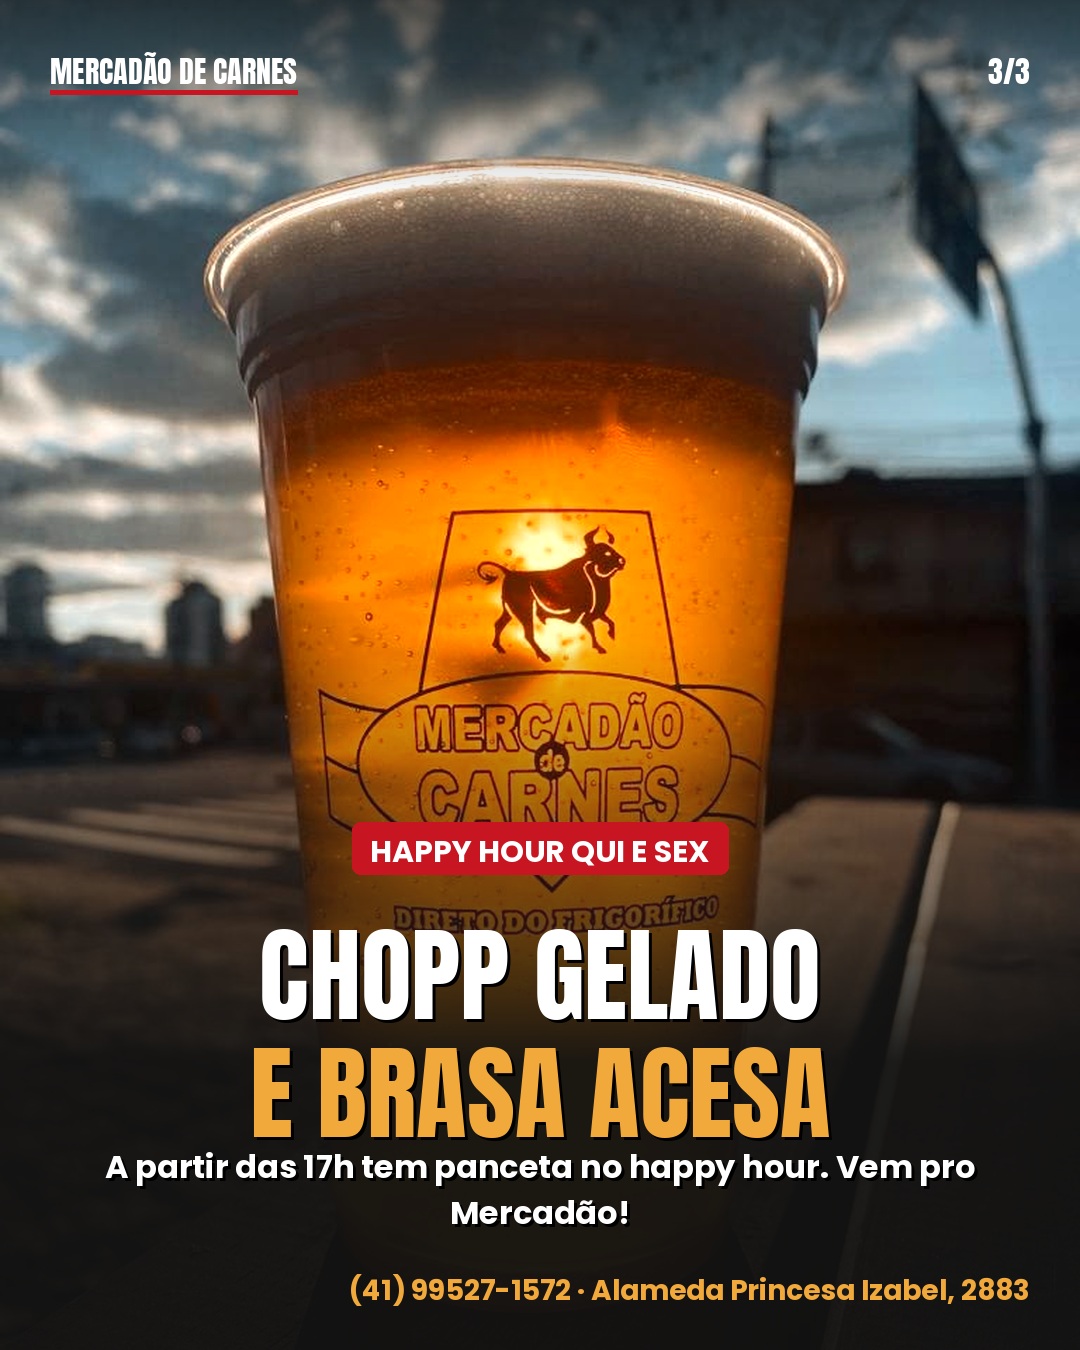 MERCADÃO DE CARNES
3/3
MERCADÃO
de
CARNES
HAPPY HOUR QUI E SEX
DIRETO DO FRIGORÍFICO
CHOPP GELADO
E BRASA ACESA
A partir das 17h tem panceta no happy hour. Vem pro
Mercadão!
(41) 99527-1572 · Alameda Princesa Izabel, 2883